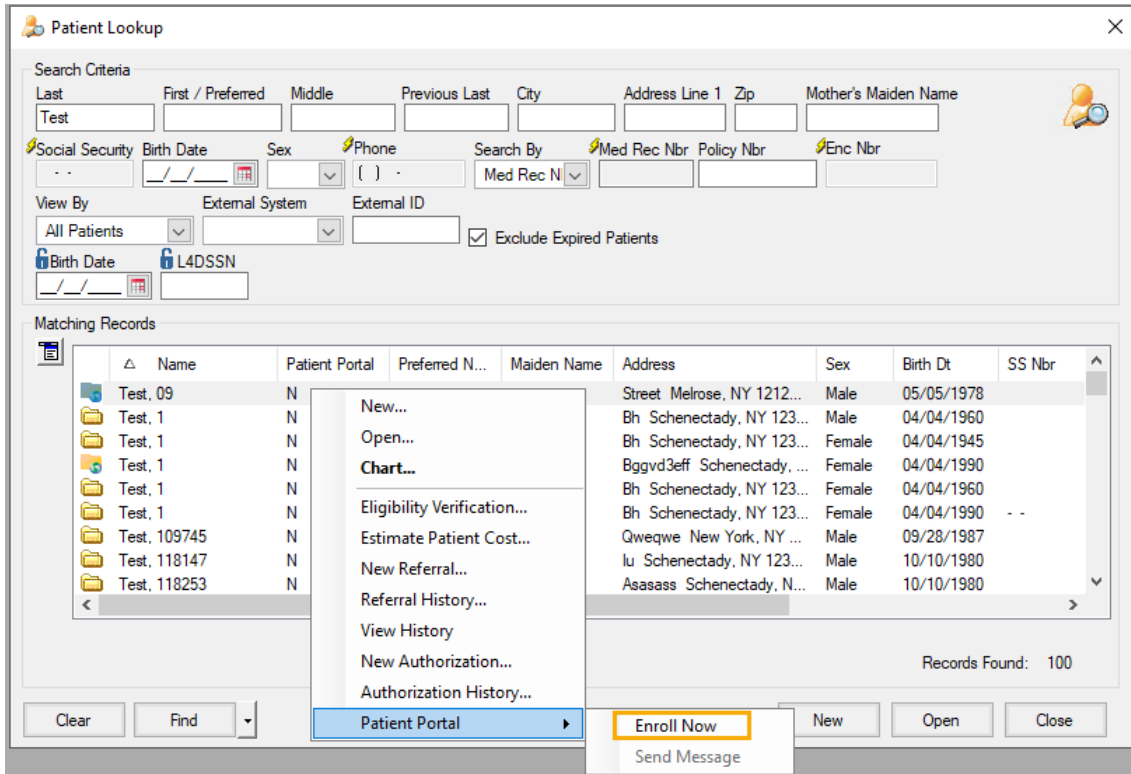 Patient Lookup
Search Criteria
Last First / Preferred Middle Previous Last City Address Line 1 Zip Mother's Maiden Name
Test
Social Security Birth Date Sex Phone Search By Med Rec Nbr Policy Nbr Enc Nbr
- - __/__/____ ( ) - Med Rec N
View By External System External ID
All Patients Exclude Expired Patients
Birth Date L4DSSN
__/__/____
Matching Records
Name Patient Portal Preferred N... Maiden Name Address Sex Birth Dt SS Nbr
Test, 09 N Street Melrose, NY 1212... Male 05/05/1978
Test, 1 N Bh Schenectady, NY 123... Male 04/04/1960
Test, 1 N Bh Schenectady, NY 123... Female 04/04/1945
Test, 1 N Bggvd3eff Schenectady, ... Female 04/04/1990
Test, 1 N Bh Schenectady, NY 123... Female 04/04/1960
Test, 1 N Bh Schenectady, NY 123... Female 04/04/1990 - -
Test, 109745 N Qweqwe New York, NY ... Male 09/28/1987
Test, 118147 N Iu Schenectady, NY 123... Male 10/10/1980
Test, 118253 N Asasass Schenectady, N... Male 10/10/1980
New...
Open...
Chart...
Eligibility Verification...
Estimate Patient Cost...
New Referral...
Referral History...
View History
New Authorization...
Authorization History...
Patient Portal
Enroll Now
Send Message
Records Found: 100
Clear Find New Open Close